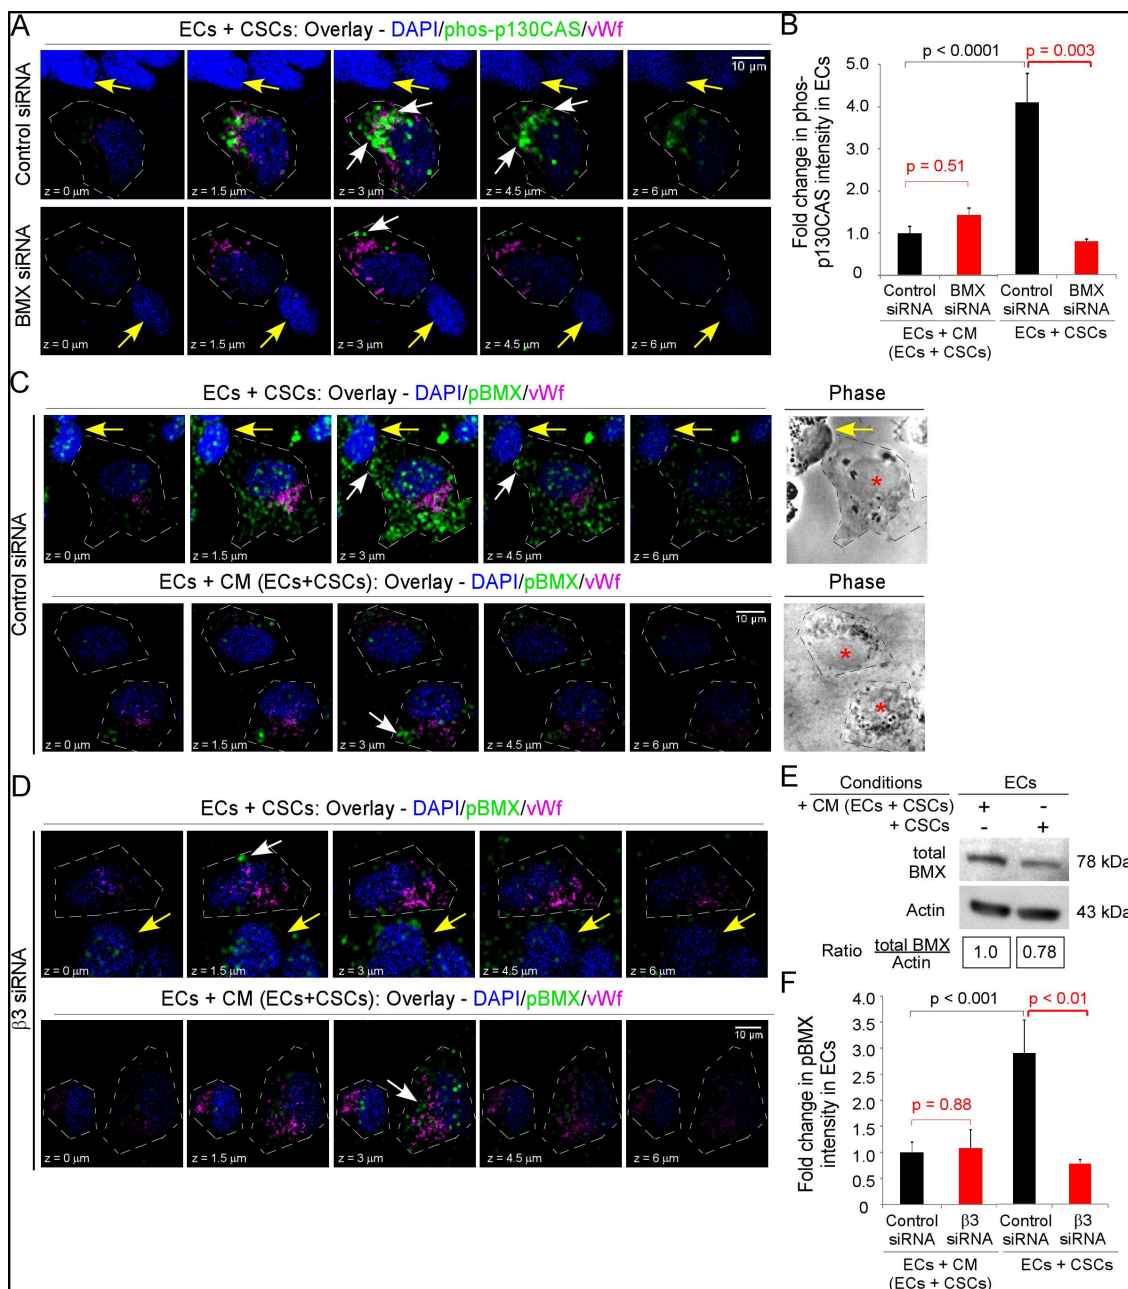 A
ECs + CSCs: Overlay - DAPI/phos-p130CAS/vWf
Control siRNA
10 µm
z = 0 µm
z = 1.5 µm
z = 3 µm
z = 4.5 µm
z = 6 µm
BMX siRNA
z = 0 µm
z = 1.5 µm
z = 3 µm
z = 4.5 µm
z = 6 µm
B
p < 0.0001
p = 0.003
p = 0.51
Fold change in phos-
p130CAS intensity in ECs
5.0
4.0
3.0
2.0
1.0
0
Control siRNA
BMX siRNA
Control siRNA
BMX siRNA
ECs + CM
(ECs + CSCs)
ECs + CSCs
C
Control siRNA
ECs + CSCs: Overlay - DAPI/pBMX/vWf
Phase
z = 0 µm
z = 1.5 µm
z = 3 µm
z = 4.5 µm
z = 6 µm
*
ECs + CM (ECs+CSCs): Overlay - DAPI/pBMX/vWf
Phase
10 µm
z = 0 µm
z = 1.5 µm
z = 3 µm
z = 4.5 µm
z = 6 µm
*
*
D
β3 siRNA
ECs + CSCs: Overlay - DAPI/pBMX/vWf
z = 0 µm
z = 1.5 µm
z = 3 µm
z = 4.5 µm
z = 6 µm
ECs + CM (ECs+CSCs): Overlay - DAPI/pBMX/vWf
10 µm
z = 0 µm
z = 1.5 µm
z = 3 µm
z = 4.5 µm
z = 6 µm
E
Conditions ECs
+ CM (ECs + CSCs) + -
+ CSCs - +
total
BMX
78 kDa
Actin 43 kDa
Ratio total BMX
Actin
1.0 0.78
F
p < 0.001
p < 0.01
p = 0.88
Fold change in pBMX
intensity in ECs
4.0
3.5
3.0
2.5
2.0
1.5
1.0
0.5
0
Control siRNA
β3 siRNA
Control siRNA
β3 siRNA
ECs + CM
(ECs + CSCs)
ECs + CSCs